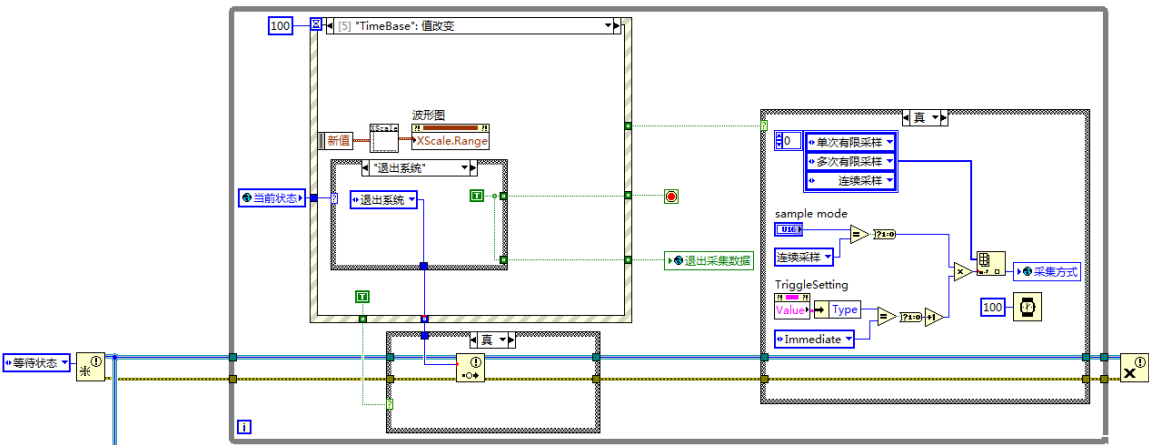 100
[5] "TimeBase": 值改变
波形图
新值
XScale
XScale.Range
"退出系统"
当前状态
退出系统
T
退出采集数据
T
真
等待状态
i
真
0
单次有限采样
多次有限采样
连续采样
sample mode
U16
=
?1:0
连续采样
x
采集方式
TriggleSetting
Value
Type
=
?1:0
+1
100
Immediate